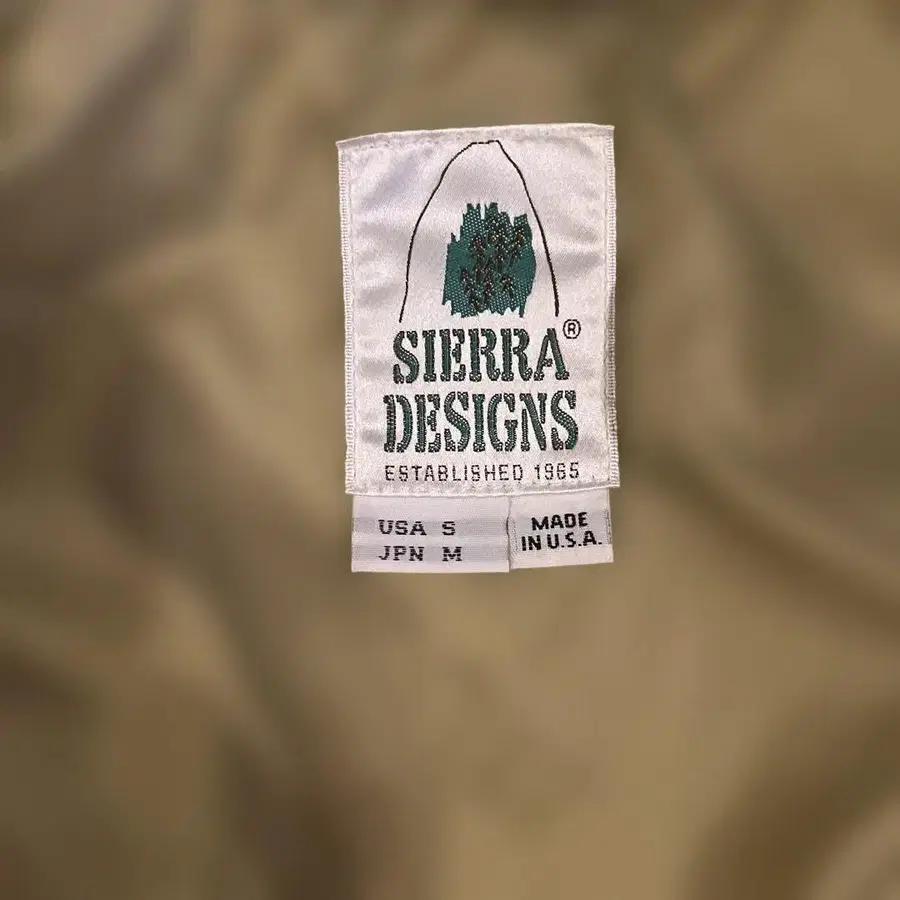 SIERRA®
DESIGNS
ESTABLISHED 1965
USA S
JPN M
MADE
IN U.S.A.